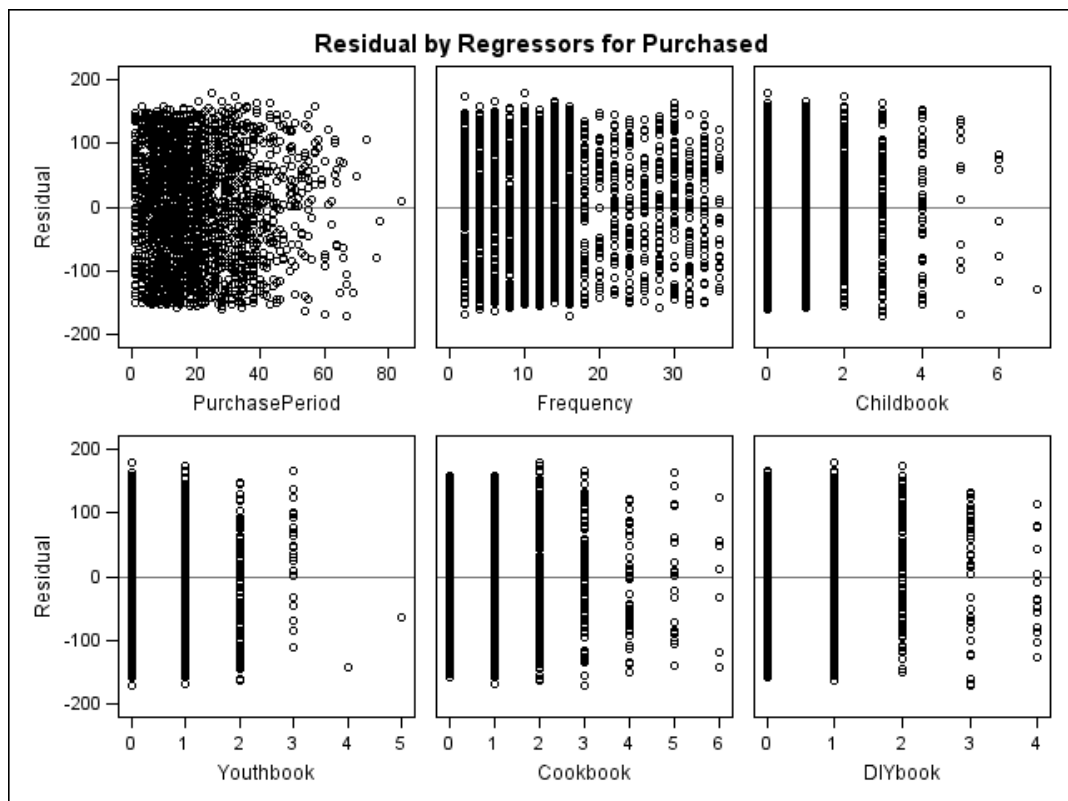 Residual by Regressors for Purchased
Residual
200
100
0
-100
-200
0 20 40 60 80
PurchasePeriod
0 10 20 30
Frequency
0 2 4 6
Childbook
Residual
200
100
0
-100
-200
0 1 2 3 4 5
Youthbook
0 1 2 3 4 5 6
Cookbook
0 1 2 3 4
DIYbook